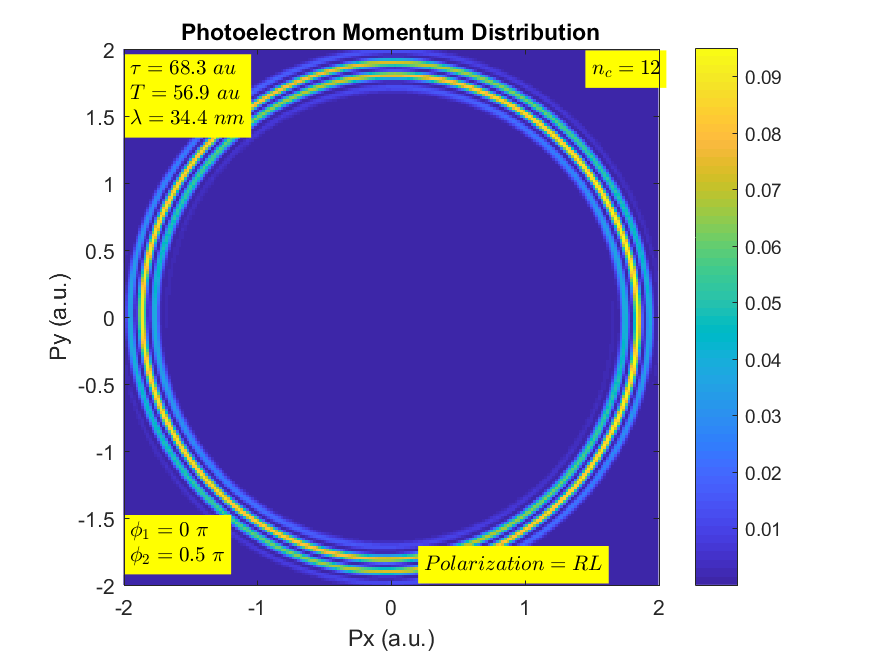 Photoelectron Momentum Distribution
τ = 68.3 au
T = 56.9 au
λ = 34.4 nm
n_c = 12
ϕ₁ = 0 π
ϕ₂ = 0.5 π
Polarization = RL
2
1.5
1
0.5
0
-0.5
-1
-1.5
-2
Py (a.u.)
-2
-1
0
1
2
Px (a.u.)
0.09
0.08
0.07
0.06
0.05
0.04
0.03
0.02
0.01